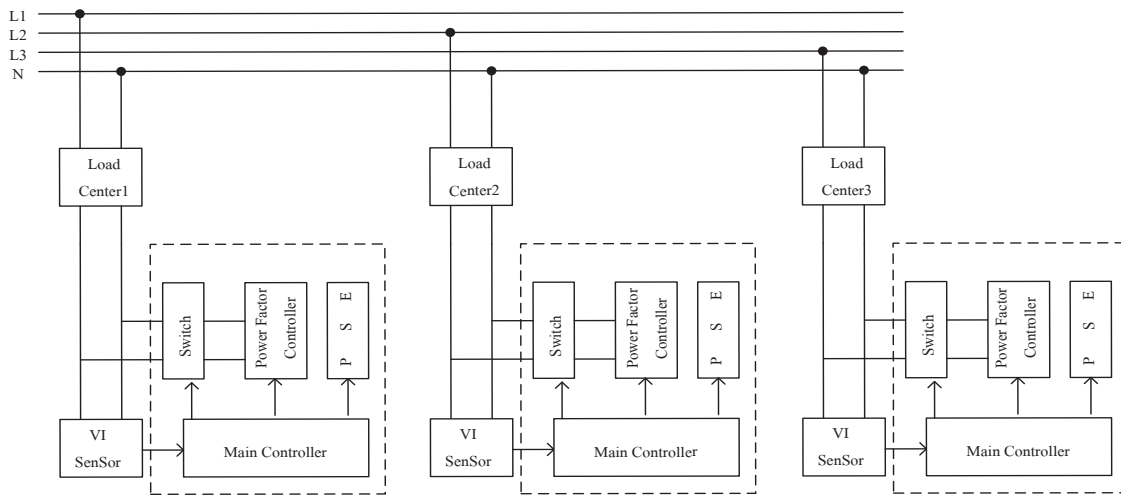 L1
L2
L3
N
Load
Center1
Load
Center2
Load
Center3
Switch
Power Factor
Controller
P S E
Switch
Power Factor
Controller
P S E
Switch
Power Factor
Controller
P S E
VI
SenSor
Main Controller
VI
SenSor
Main Controller
VI
SenSor
Main Controller